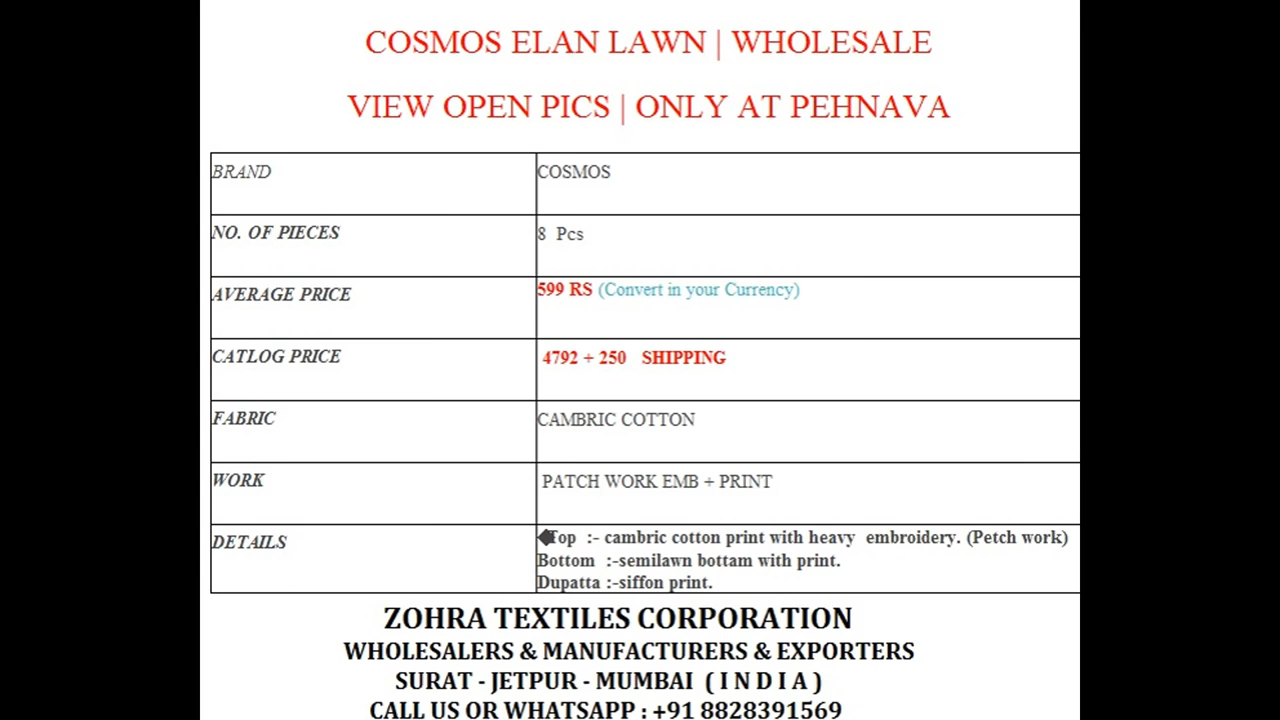 COSMOS ELAN LAWN | WHOLESALE
VIEW OPEN PICS | ONLY AT PEHNAVA
BRAND COSMOS
NO. OF PIECES 8 Pcs
AVERAGE PRICE 599 RS (Convert in your Currency)
CATLOG PRICE 4792 + 250 SHIPPING
FABRIC CAMBRIC COTTON
WORK PATCH WORK EMB + PRINT
DETAILS ◆Top :- cambric cotton print with heavy embroidery. (Petch work)
Bottom :-semilawn bottam with print.
Dupatta :-siffon print.
ZOHRA TEXTILES CORPORATION
WHOLESALERS & MANUFACTURERS & EXPORTERS
SURAT - JETPUR - MUMBAI ( I N D I A )
CALL US OR WHATSAPP : +91 8828391569